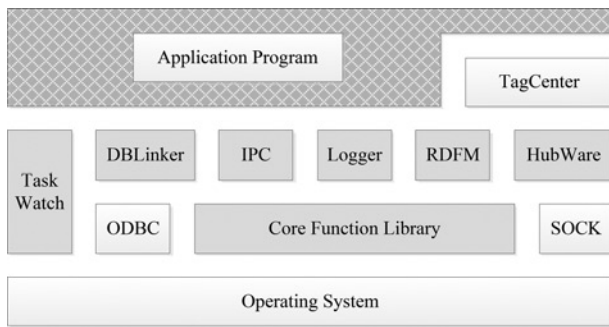 Application Program
TagCenter
DBLinker
IPC
Logger
RDFM
HubWare
Task
Watch
ODBC
Core Function Library
SOCK
Operating System